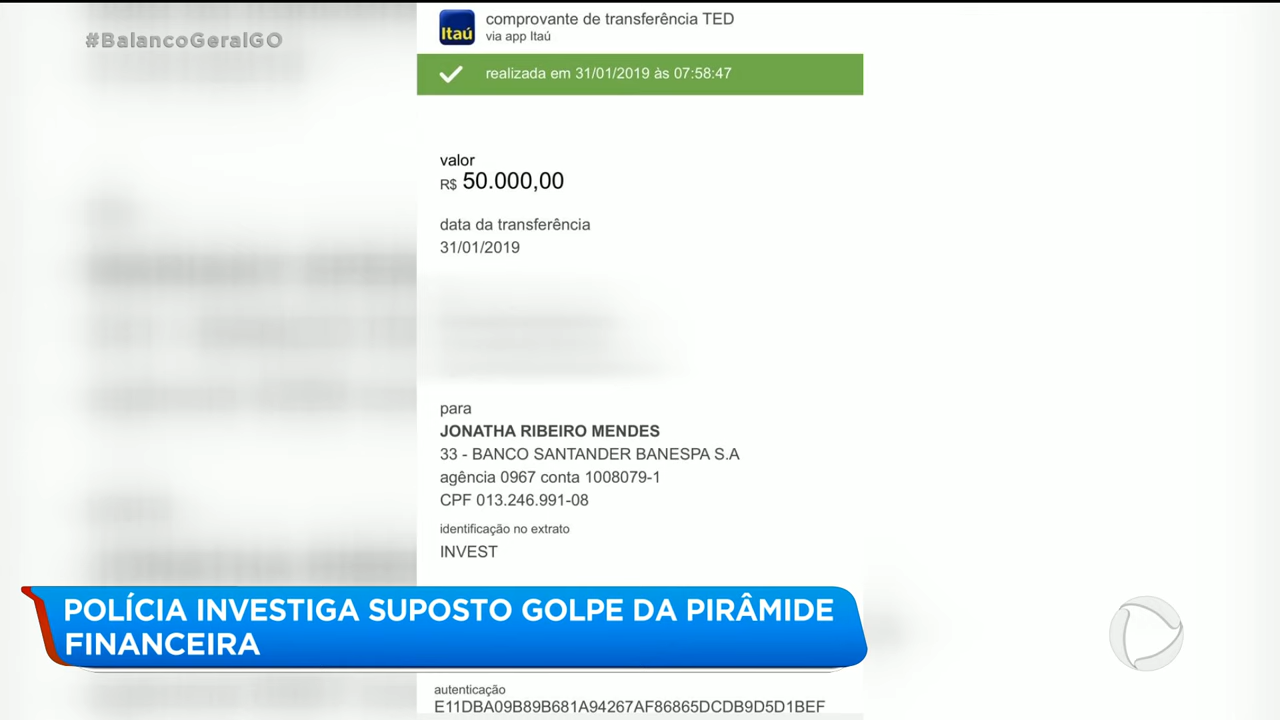 #BalancoGeralGO
Itaú
comprovante de transferência TED
via app Itaú
realizada em 31/01/2019 às 07:58:47
valor
R$ 50.000,00
data da transferência
31/01/2019
para
JONATHA RIBEIRO MENDES
33 - BANCO SANTANDER BANESPA S.A
agência 0967 conta 1008079-1
CPF 013.246.991-08
identificação no extrato
INVEST
POLÍCIA INVESTIGA SUPOSTO GOLPE DA PIRÂMIDE
FINANCEIRA
autenticação
E11DBA09B89B681A94267AF86865DCDB9D5D1BEF